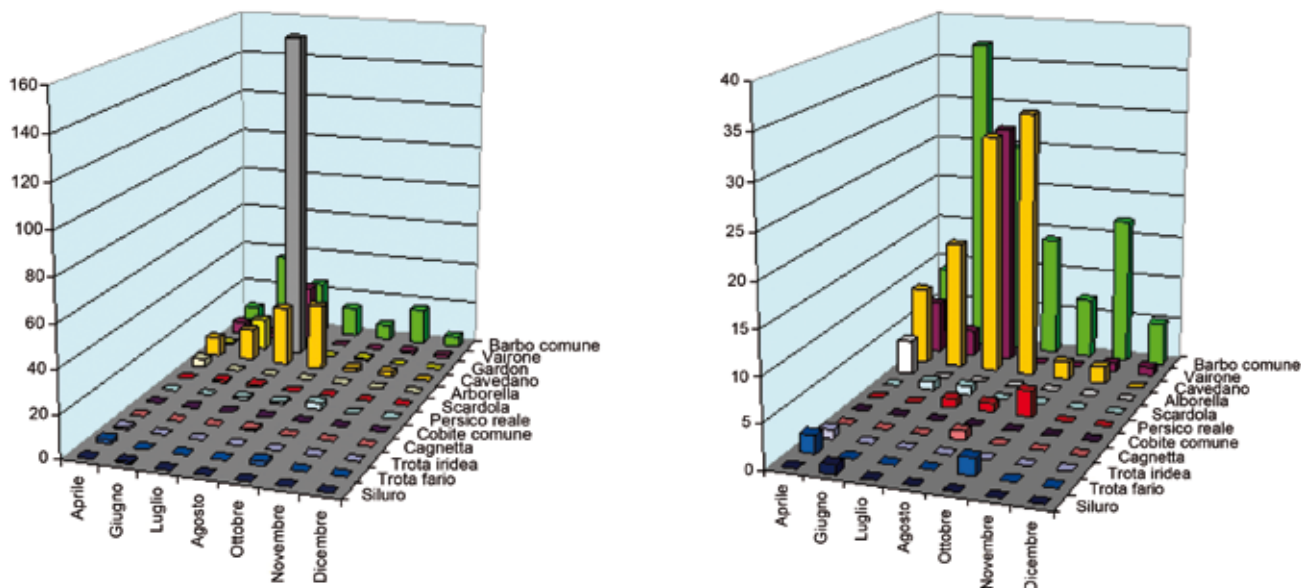 160
140
120
100
80
60
40
20
0
Aprile
Giugno
Luglio
Agosto
Ottobre
Novembre
Dicembre
Barbo comune
Vairone
Gardon
Cavedano
Arborella
Scardola
Persico reale
Cobite comune
Cagnetta
Trota iridea
Trota fario
Siluro
40
35
30
25
20
15
10
5
0
Aprile
Giugno
Luglio
Agosto
Ottobre
Novembre
Dicembre
Barbo comune
Vairone
Cavedano
Alborella
Scardola
Persico reale
Cobite comune
Cagnetta
Trota iridea
Trota fario
Siluro